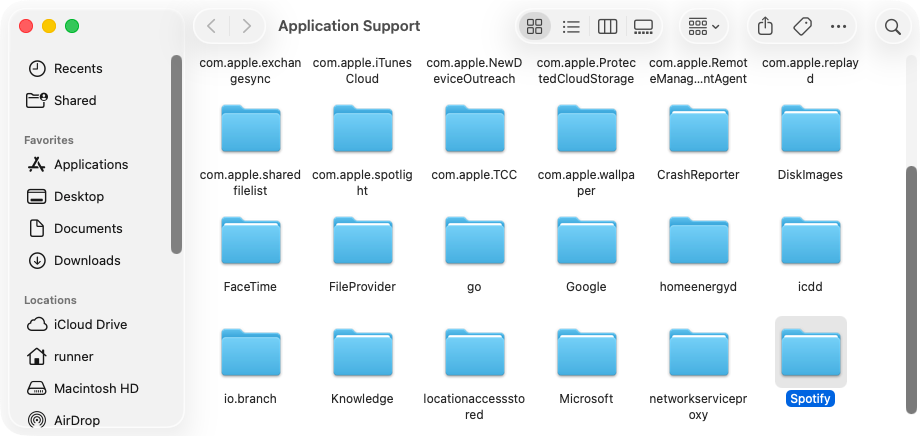 Application Support
Recents
Shared
Favorites
Applications
Desktop
Documents
Downloads
Locations
iCloud Drive
runner
Macintosh HD
AirDrop
com.apple.exchan
gesync
com.apple.iTunes
Cloud
com.apple.NewD
eviceOutreach
com.apple.Protec
tedCloudStorage
com.apple.Remot
eManag...ntAgent
com.apple.replay
d
com.apple.shared
filelist
com.apple.spotlig
ht
com.apple.TCC
com.apple.wallpa
per
CrashReporter
DiskImages
FaceTime
FileProvider
go
Google
homeenergyd
icdd
io.branch
Knowledge
locationaccesssto
red
Microsoft
networkservicepr
oxy
Spotify